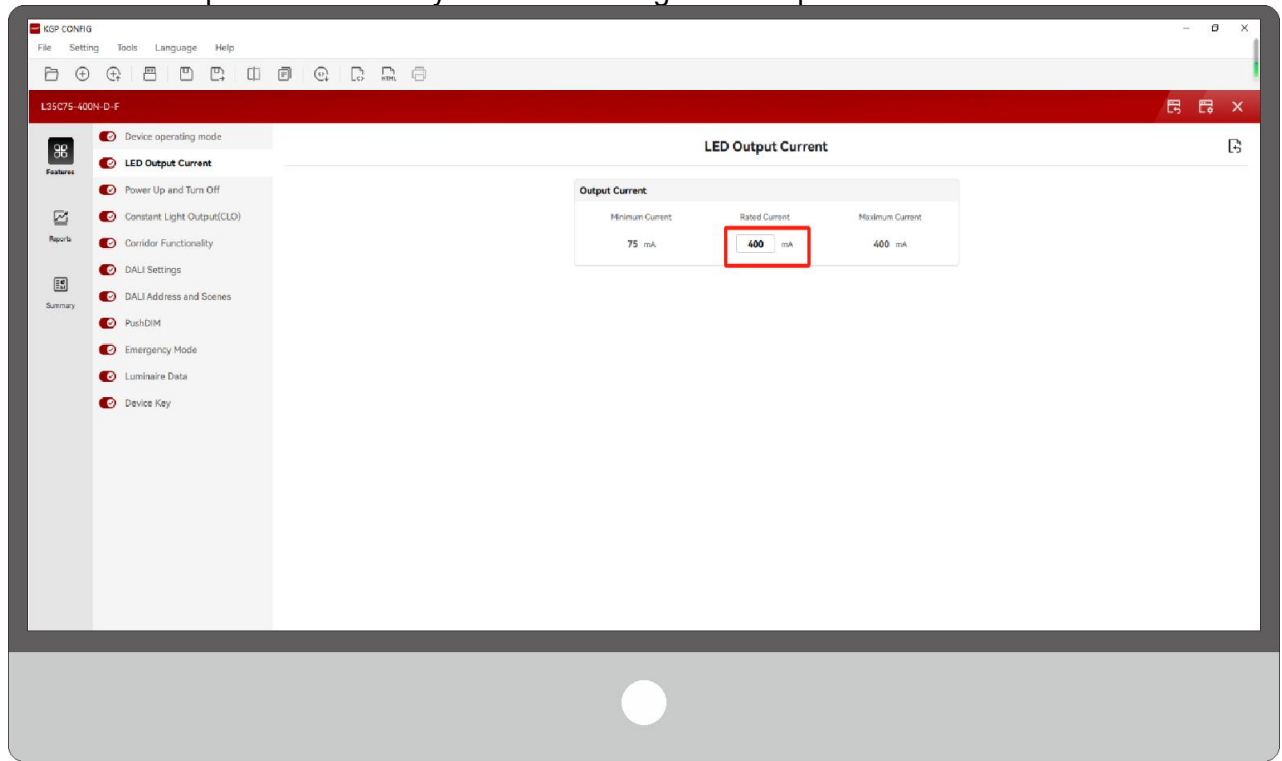 KGP CONFIG
File Setting Tools Language Help
HTML
L35C75-400N-D-F
Features
Reports
Summary
Device operating mode
LED Output Current
Power Up and Turn Off
Constant Light Output(CLO)
Corridor Functionality
DALI Settings
DALI Address and Scenes
PushDIM
Emergency Mode
Luminaire Data
Device Key
LED Output Current
Output Current
Minimum Current Rated Current Maximum Current
75 mA 400 mA 400 mA